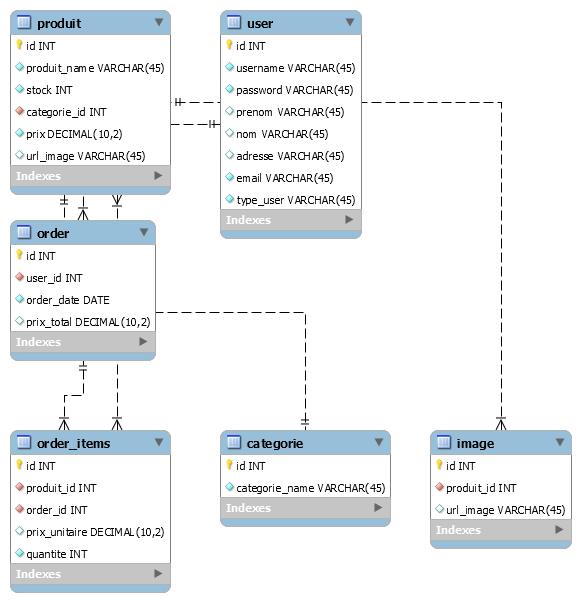 produit
id INT
produit_name VARCHAR(45)
stock INT
categorie_id INT
prix DECIMAL(10,2)
url_image VARCHAR(45)
Indexes
user
id INT
username VARCHAR(45)
password VARCHAR(45)
prenom VARCHAR(45)
nom VARCHAR(45)
adresse VARCHAR(45)
email VARCHAR(45)
type_user VARCHAR(45)
Indexes
order
id INT
user_id INT
order_date DATE
prix_total DECIMAL(10,2)
Indexes
order_items
id INT
produit_id INT
order_id INT
prix_unitaire DECIMAL(10,2)
quantite INT
Indexes
categorie
id INT
categorie_name VARCHAR(45)
Indexes
image
id INT
produit_id INT
url_image VARCHAR(45)
Indexes